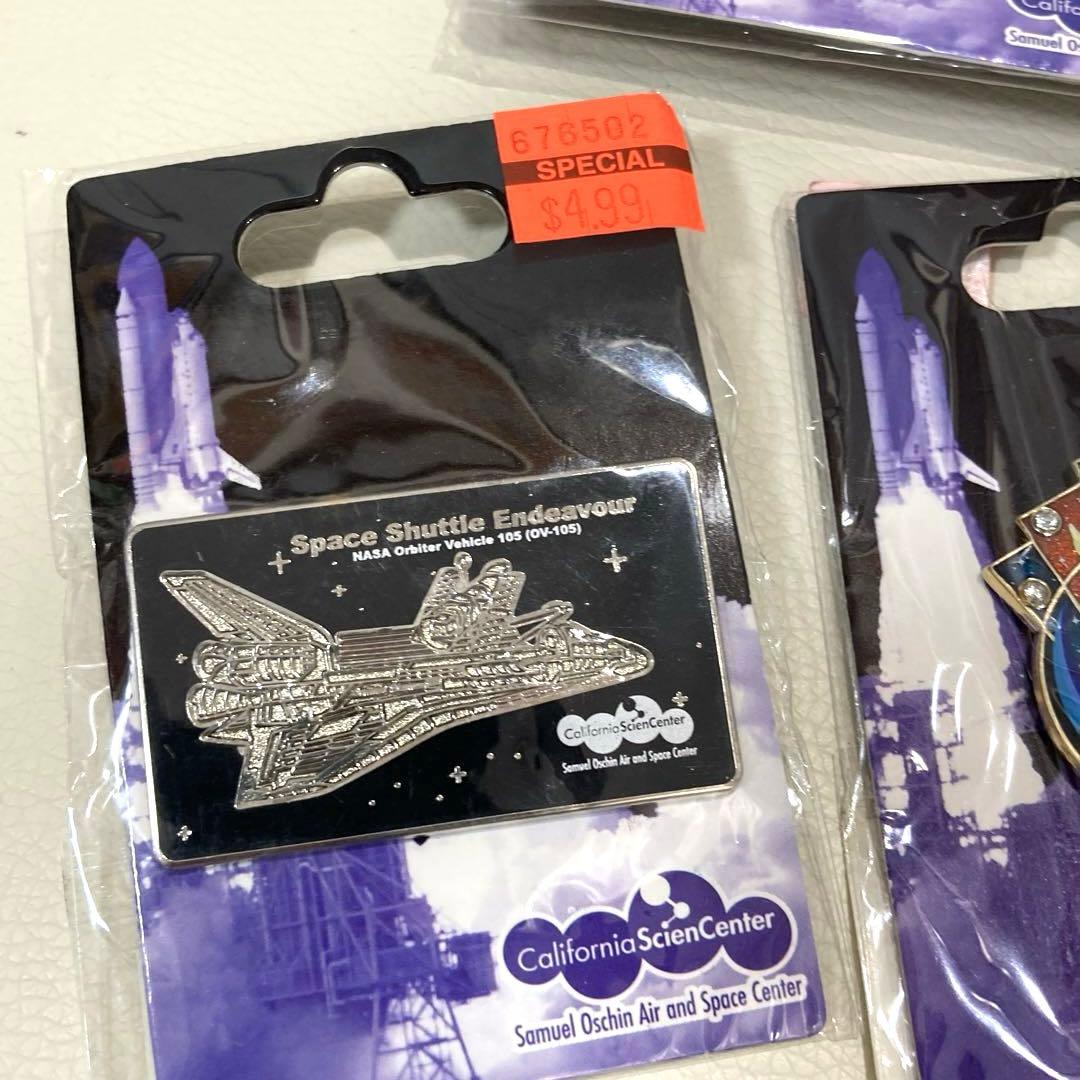 Samuel O
676502
SPECIAL
$4.99
Space Shuttle Endeavour
NASA Orbiter Vehicle 105 (OV-105)
CaliforniaScienCenter
Samuel Oschin Air and Space Center
CaliforniaScienCenter
Samuel Oschin Air and Space Center